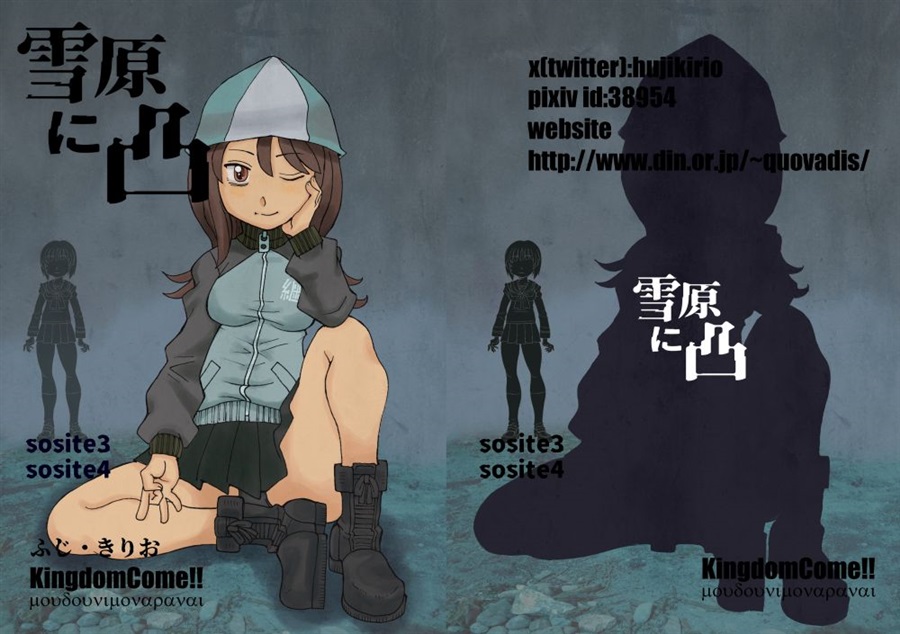 雪原
に凸
継
sosite3
sosite4
ふじ・きりお
KingdomCome!!
μουδουνιμοναραναι
x(twitter):hujikirio
pixiv id:38954
website
http://www.din.or.jp/~quovadis/
雪原
に凸
sosite3
sosite4
KingdomCome!!
μουδουνιμοναραναι